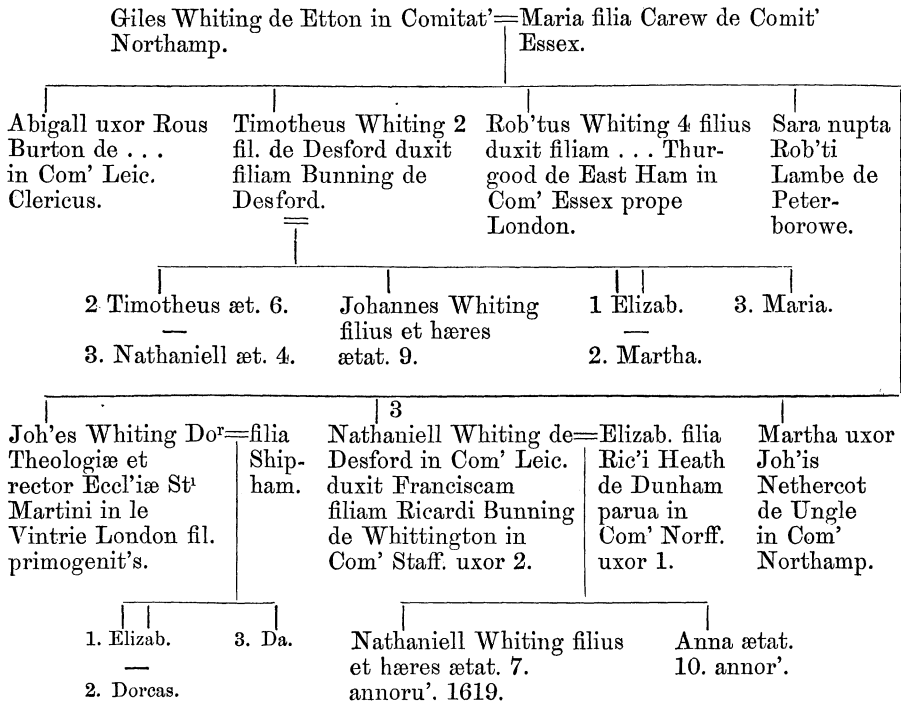 Giles Whiting de Etton in Comitat'=Maria filia Carew de Comit'
Northamp.
Essex.
Abigall uxor Rous
Burton de . . .
in Com' Leic.
Clericus.
Timotheus Whiting 2
fil. de Desford duxit
filiam Bunning de
Desford.
Rob'tus Whiting 4 filius
duxit filiam . . . Thur-
good de East Ham in
Com' Essex prope
London.
Sara nupta
Rob'ti
Lambe de
Peter-
borowe.
2 Timotheus æt. 6.
3. Nathaniell æt. 4.
Johannes Whiting
filius et hæres
ætat. 9.
1 Elizab.
2. Martha.
3. Maria.
Joh'es Whiting Doʳ=filia
Theologiæ et
rector Eccl'iæ Stⁱ
Martini in le
Vintrie London fil.
primogenit's.
Ship-
ham.
3
Nathaniell Whiting de=Elizab. filia
Desford in Com' Leic.
duxit Franciscam
filiam Ricardi Bunning
de Whittington in
Com' Staff. uxor 2.
Ric'i Heath
de Dunham
parua in
Com' Norff.
uxor 1.
Martha uxor
Joh'is
Nethercot
de Ungle
in Com'
Northamp.
1. Elizab.
2. Dorcas.
3. Da.
Nathaniell Whiting filius
et hæres ætat. 7.
annoru'. 1619.
Anna ætat.
10. annor'.